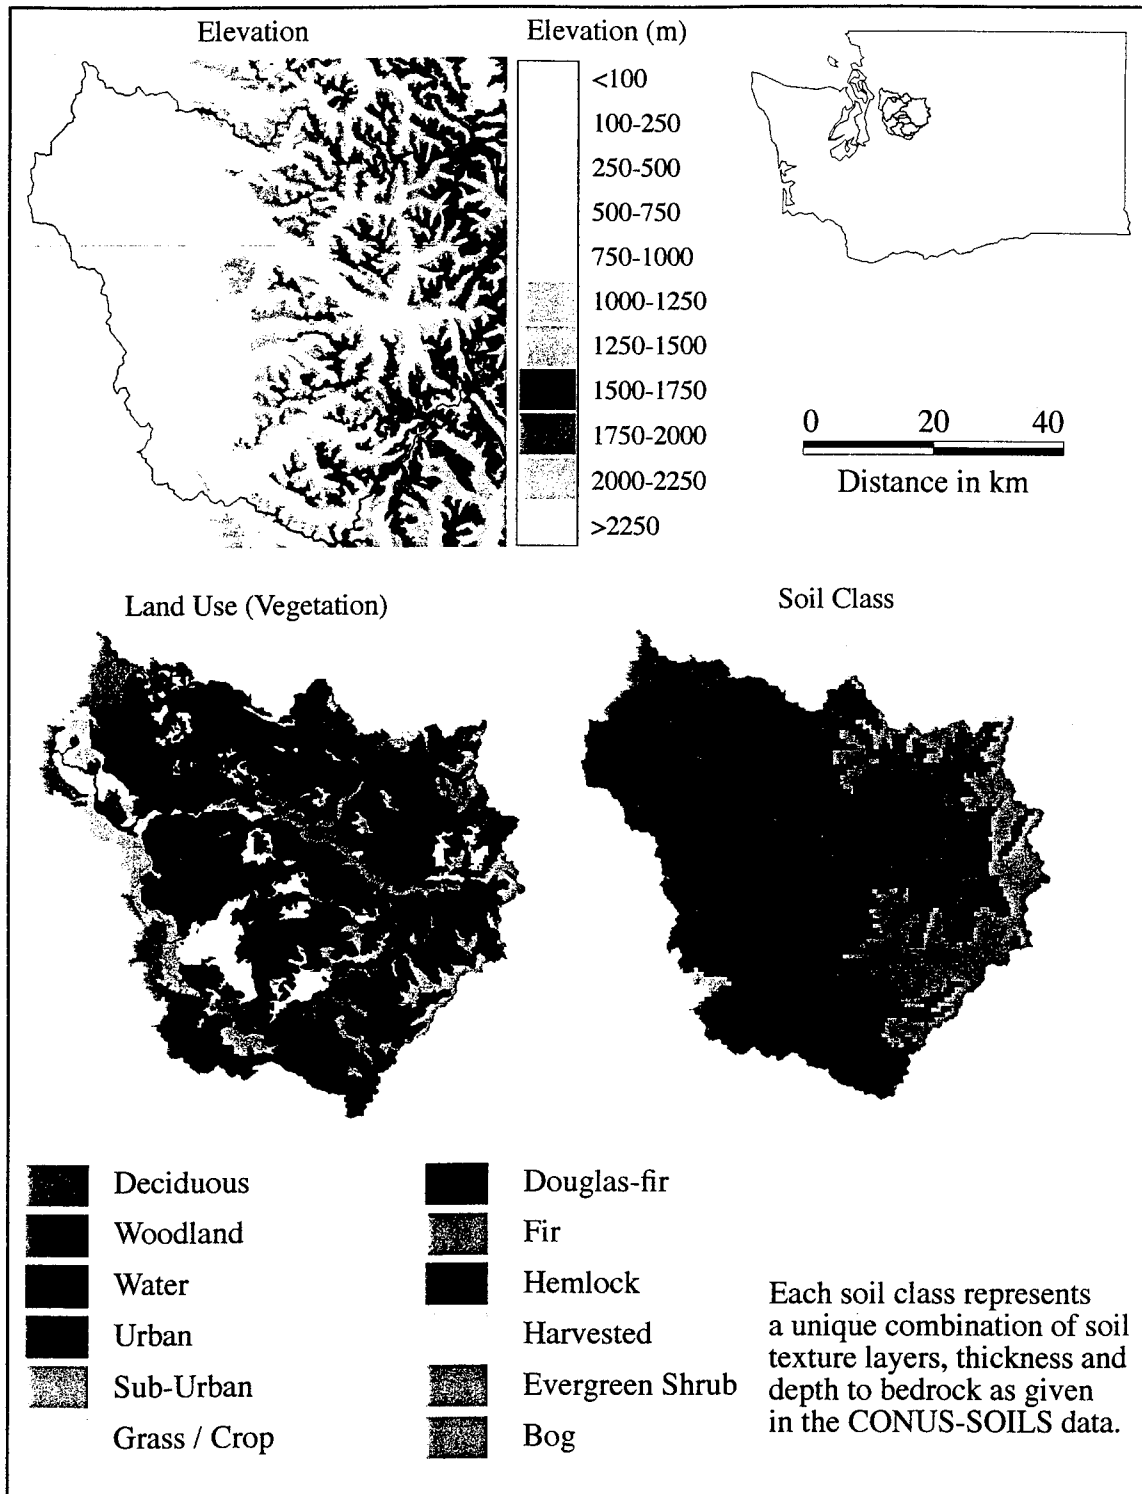 Elevation
Elevation (m)
<100
100-250
250-500
500-750
750-1000
1000-1250
1250-1500
1500-1750
1750-2000
2000-2250
>2250
0 20 40
Distance in km
Land Use (Vegetation)
Soil Class
Deciduous
Woodland
Water
Urban
Sub-Urban
Grass / Crop
Douglas-fir
Fir
Hemlock
Harvested
Evergreen Shrub
Bog
Each soil class represents
a unique combination of soil
texture layers, thickness and
depth to bedrock as given
in the CONUS-SOILS data.